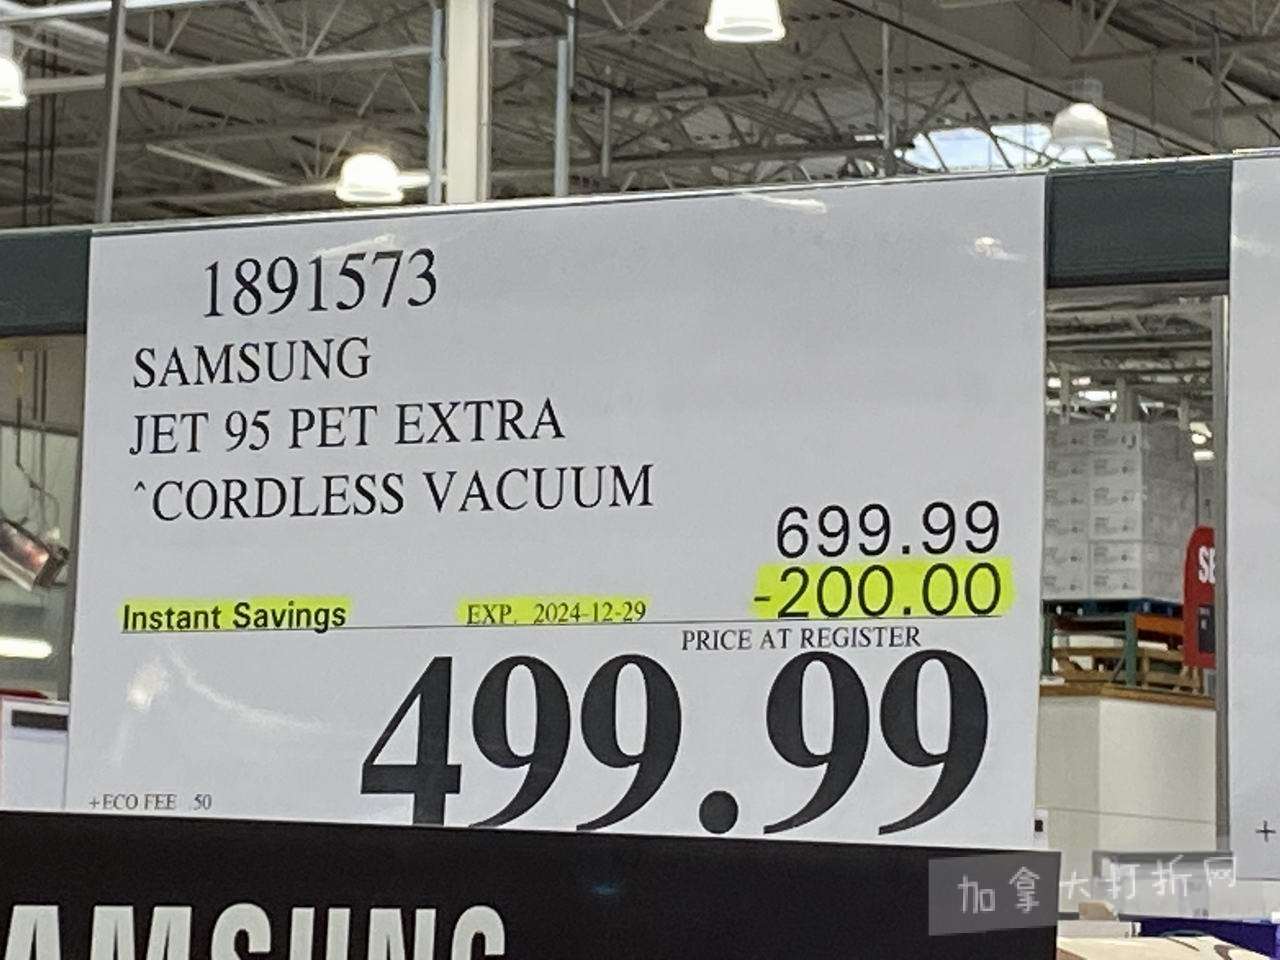 1891573
SAMSUNG
JET 95 PET EXTRA
^CORDLESS VACUUM
699.99
Instant Savings EXP. 2024-12-29 -200.00
PRICE AT REGISTER
499.99
+ECO FEE .50
+
SAMSUNG
加拿大打折网